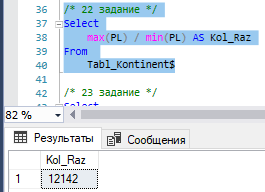 36 /* 22 задание */
37 Select
38 max(PL) / min(PL) AS Kol_Raz
39 From
40 Tabl_Kontinent$
41
42 /* 23 задание */
43 Select
82 %
Результаты Сообщения
Kol_Raz
1 12142